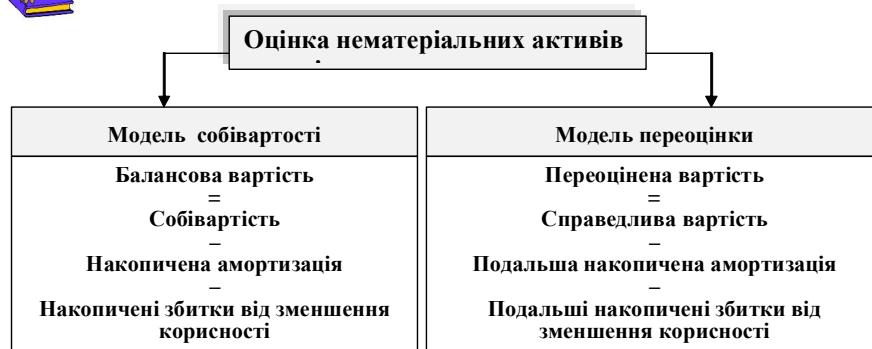 Оцінка нематеріальних активів
Модель собівартості
Балансова вартість
=
Собівартість
–
Накопичена амортизація
–
Накопичені збитки від зменшення
корисності
Модель переоцінки
Переоцінена вартість
=
Справедлива вартість
–
Подальша накопичена амортизація
–
Подальші накопичені збитки від
зменшення корисності